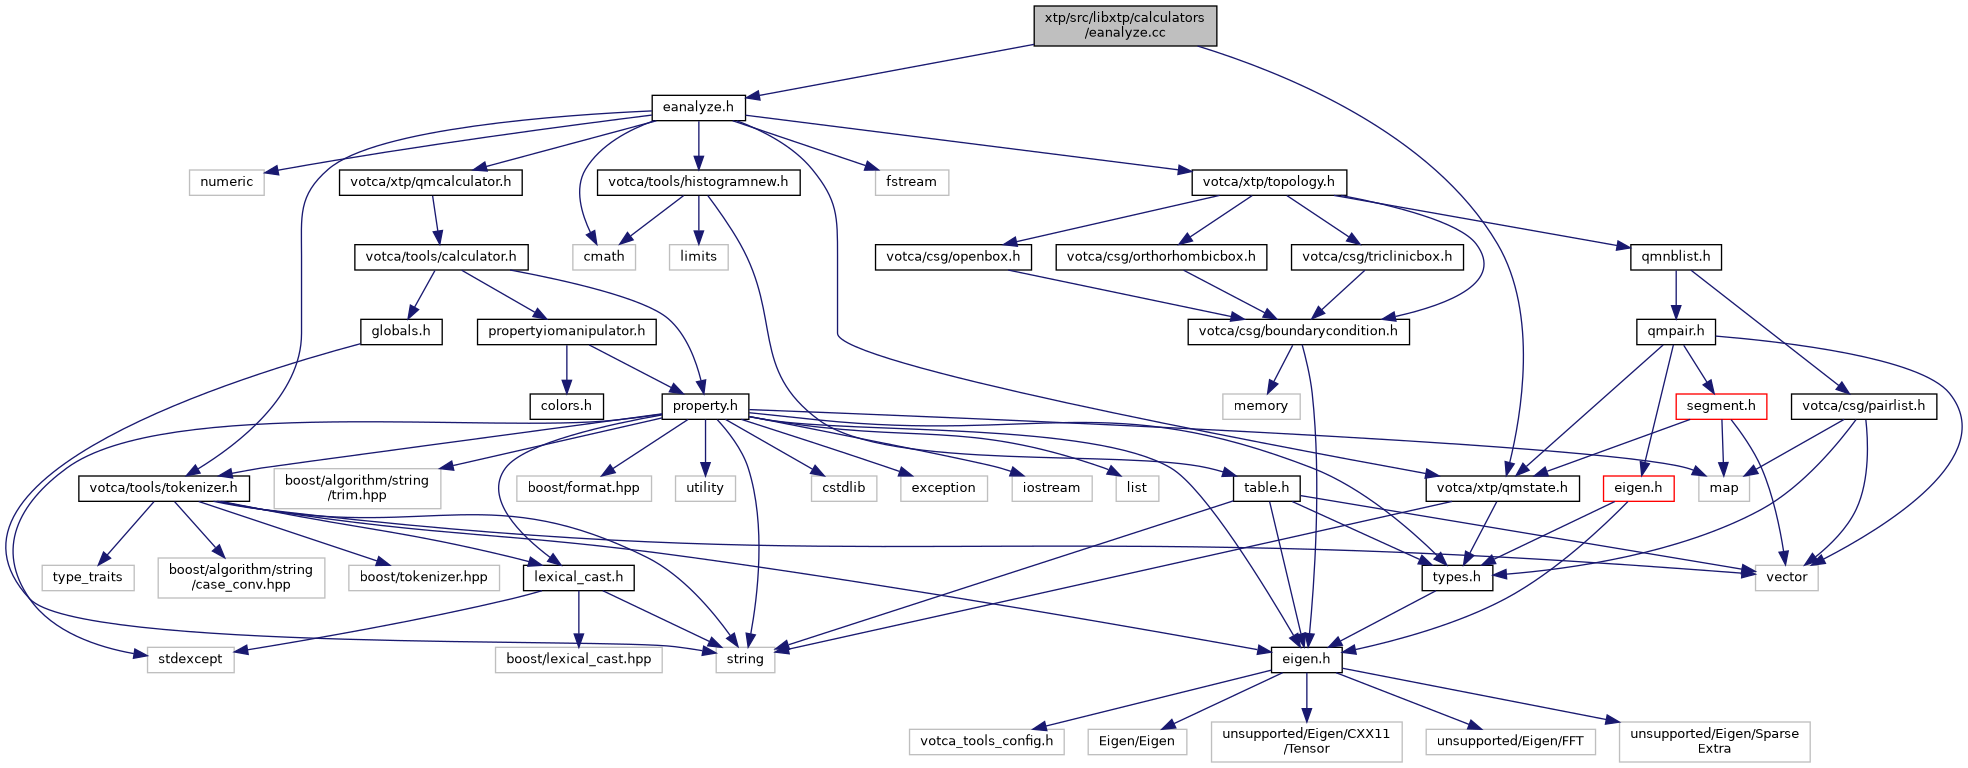 xtp/src/libxtp/calculators
/eanalyze.cc
eanalyze.h
numeric
votca/xtp/qmcalculator.h
votca/tools/histogramnew.h
fstream
votca/xtp/topology.h
votca/tools/calculator.h
cmath
limits
votca/csg/openbox.h
votca/csg/orthorhombicbox.h
votca/csg/triclinicbox.h
qmnblist.h
globals.h
propertyiomanipulator.h
votca/csg/boundarycondition.h
qmpair.h
colors.h
property.h
memory
segment.h
votca/csg/pairlist.h
votca/tools/tokenizer.h
boost/algorithm/string
/trim.hpp
boost/format.hpp
utility
cstdlib
exception
iostream
list
table.h
votca/xtp/qmstate.h
eigen.h
map
type_traits
boost/algorithm/string
/case_conv.hpp
boost/tokenizer.hpp
lexical_cast.h
types.h
vector
stdexcept
boost/lexical_cast.hpp
string
eigen.h
votca_tools_config.h
Eigen/Eigen
unsupported/Eigen/CXX11
/Tensor
unsupported/Eigen/FFT
unsupported/Eigen/Sparse
Extra